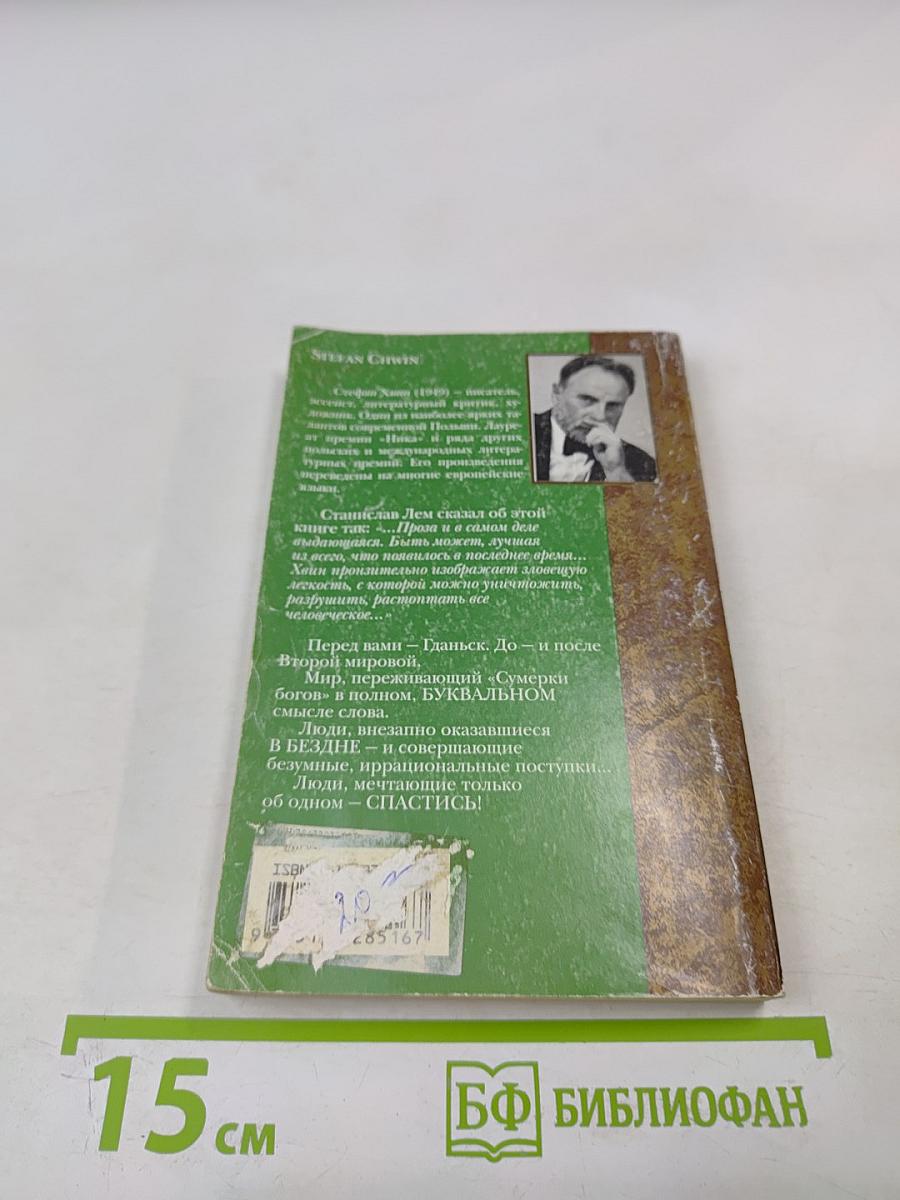 STEFAN CHWIN
Стефан Хвин (1949) – писатель,
эссеист, литературный критик, ху-
дожник. Один из наиболее ярких та-
лантов современной Польши. Лауре-
ат премии «Ника» и ряда других
польских и международных литера-
турных премий. Его произведения
переведены на многие европейские
языки.
Станислав Лем сказал об этой
книге так: «...Проза и в самом деле
выдающаяся. Быть может, лучшая
из всего, что появилось в последнее время...
Хвин пронзительно изображает зловещую
легкость, с которой можно уничтожить,
разрушить, растоптать все
человеческое...»
Перед вами – Гданьск. До – и после
Второй мировой.
Мир, переживающий «Сумерки
богов» в полном, БУКВАЛЬНОМ
смысле слова.
Люди, внезапно оказавшиеся
В БЕЗДНЕ – и совершающие
безумные, иррациональные поступки...
Люди, мечтающие только
об одном – СПАСТИСЬ!
ISBN
285167
15 см
БФ БИБЛИОФАН